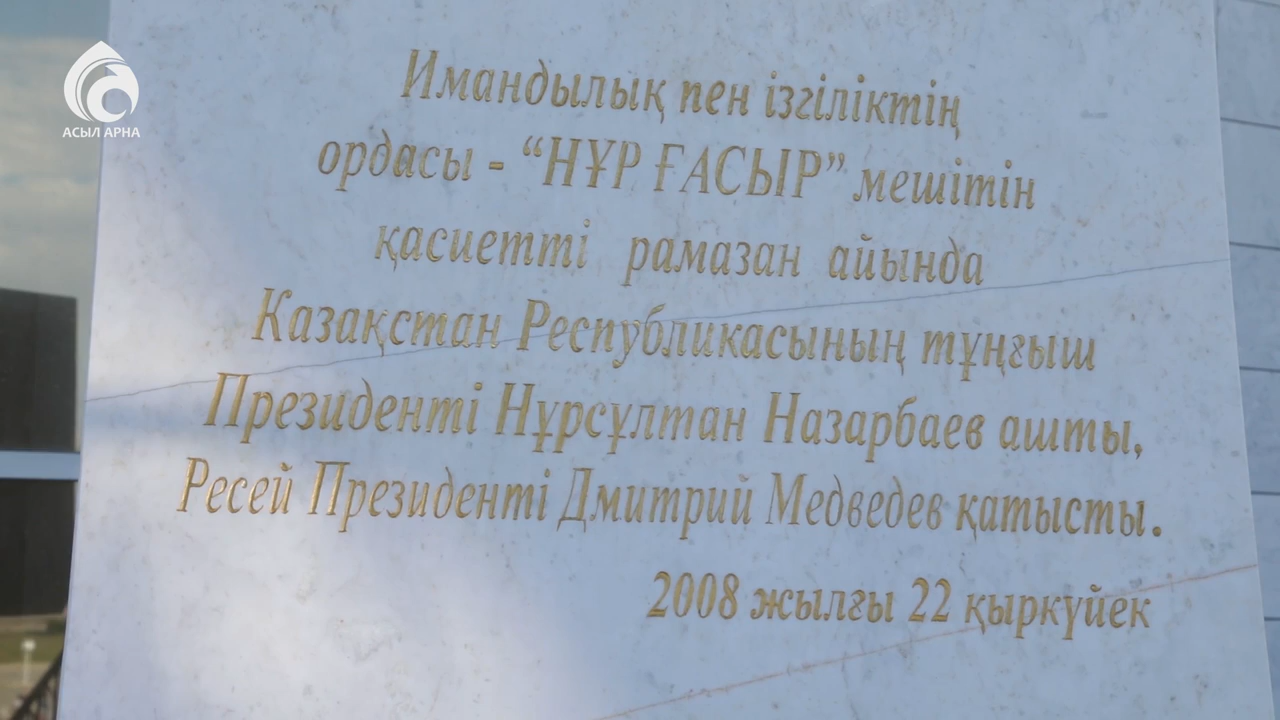 АСЫЛ АРНА
Имандылық пен ізгіліктің
ордасы - “НҰР ҒАСЫР” мешітін
қасиетті рамазан айында
Казақстан Республикасының тұңғыш
Президенті Нұрсұлтан Назарбаев ашты,
Ресей Президенті Дмитрий Медведев қатысты.
2008 жылғы 22 қыркүйек